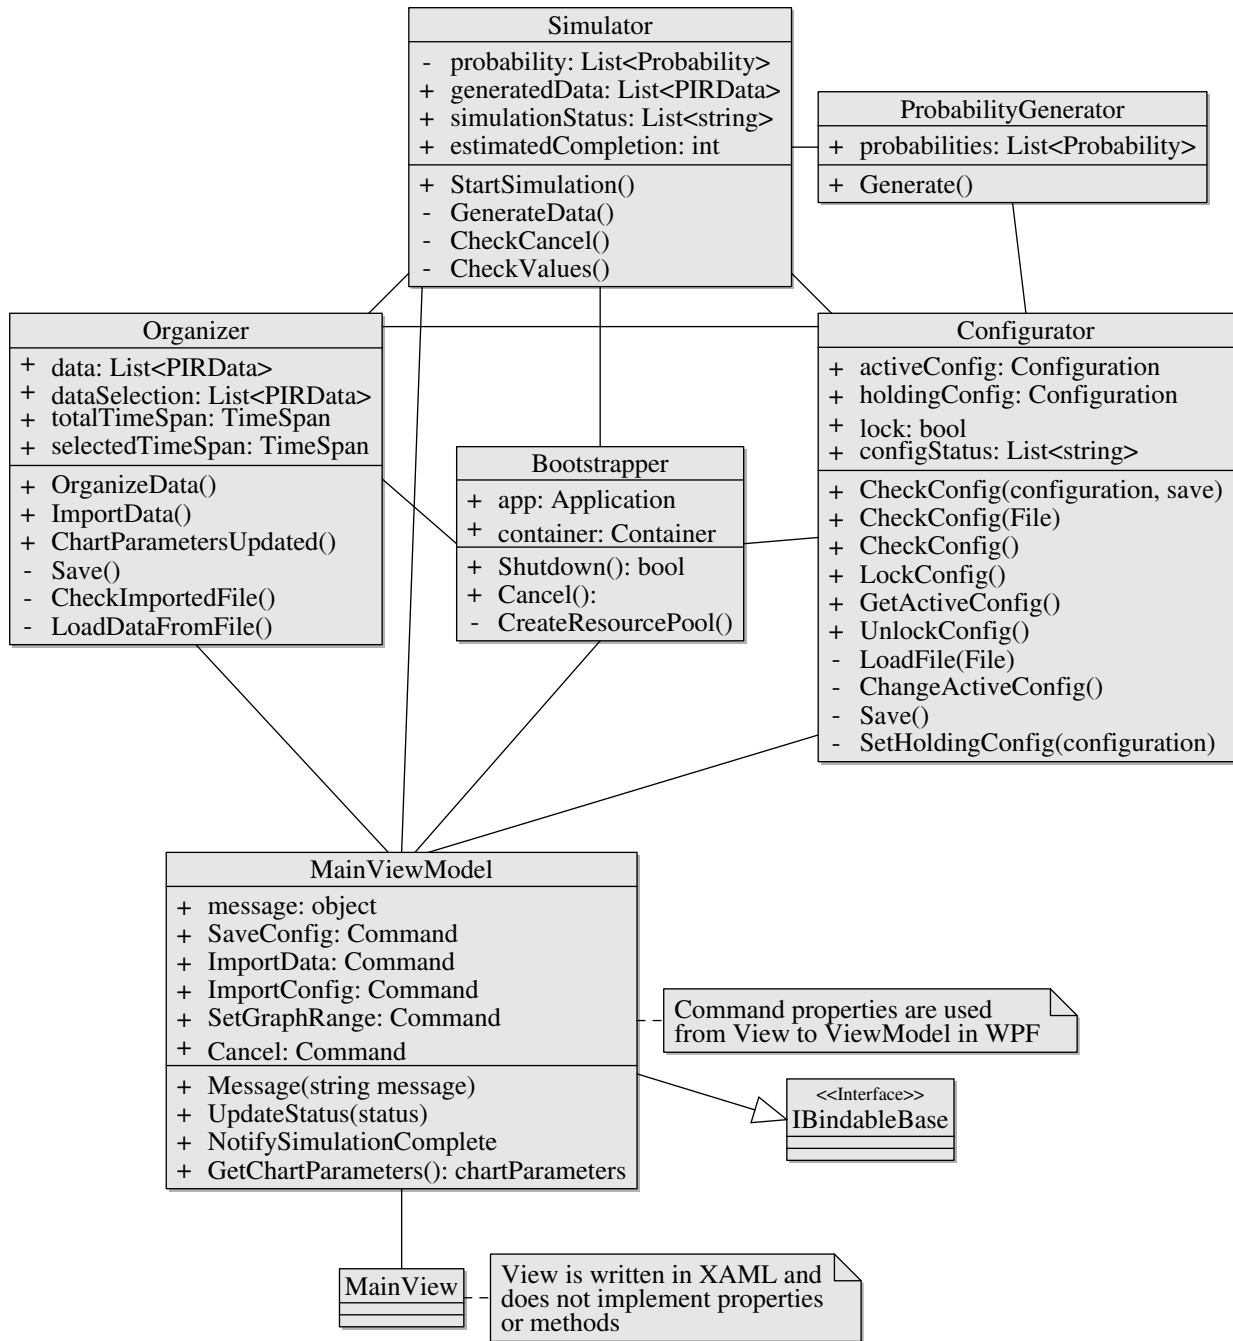 Simulator
- probability: List<Probability>
+ generatedData: List<PIRData>
+ simulationStatus: List<string>
+ estimatedCompletion: int
+ StartSimulation()
- GenerateData()
- CheckCancel()
- CheckValues()
ProbabilityGenerator
+ probabilities: List<Probability>
+ Generate()
Organizer
+ data: List<PIRData>
+ dataSelection: List<PIRData>
+ totalTimeSpan: TimeSpan
+ selectedTimeSpan: TimeSpan
+ OrganizeData()
+ ImportData()
+ ChartParametersUpdated()
- Save()
- CheckImportedFile()
- LoadDataFromFile()
Bootstrapper
+ app: Application
+ container: Container
+ Shutdown(): bool
+ Cancel():
- CreateResourcePool()
Configurator
+ activeConfig: Configuration
+ holdingConfig: Configuration
+ lock: bool
+ configStatus: List<string>
+ CheckConfig(configuration, save)
+ CheckConfig(File)
+ CheckConfig()
+ LockConfig()
+ GetActiveConfig()
+ UnlockConfig()
- LoadFile(File)
- ChangeActiveConfig()
- Save()
- SetHoldingConfig(configuration)
MainViewModel
+ message: object
+ SaveConfig: Command
+ ImportData: Command
+ ImportConfig: Command
+ SetGraphRange: Command
+ Cancel: Command
+ Message(string message)
+ UpdateStatus(status)
+ NotifySimulationComplete
+ GetChartParameters(): chartParameters
Command properties are used
from View to ViewModel in WPF
<<Interface>>
IBindableBase
MainView
View is written in XAML and
does not implement properties
or methods